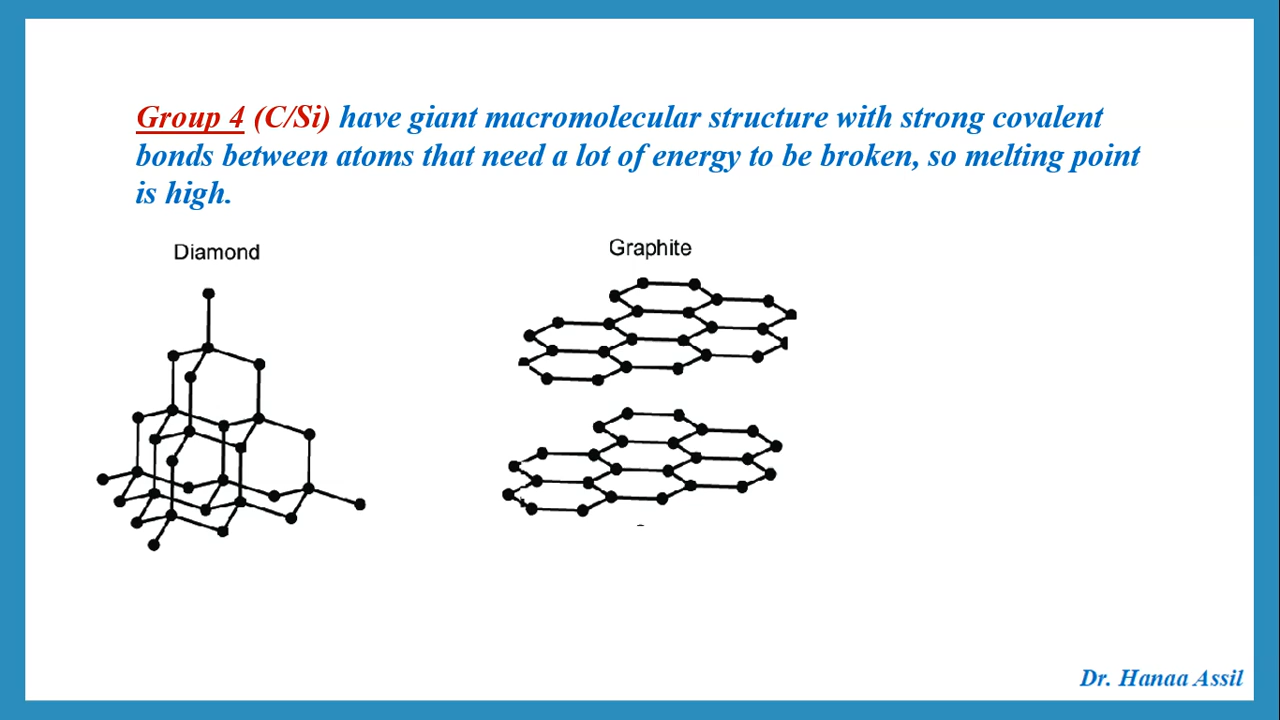 Group 4 (C/Si) have giant macromolecular structure with strong covalent
bonds between atoms that need a lot of energy to be broken, so melting point
is high.
Diamond
Graphite
Dr. Hanaa Assil